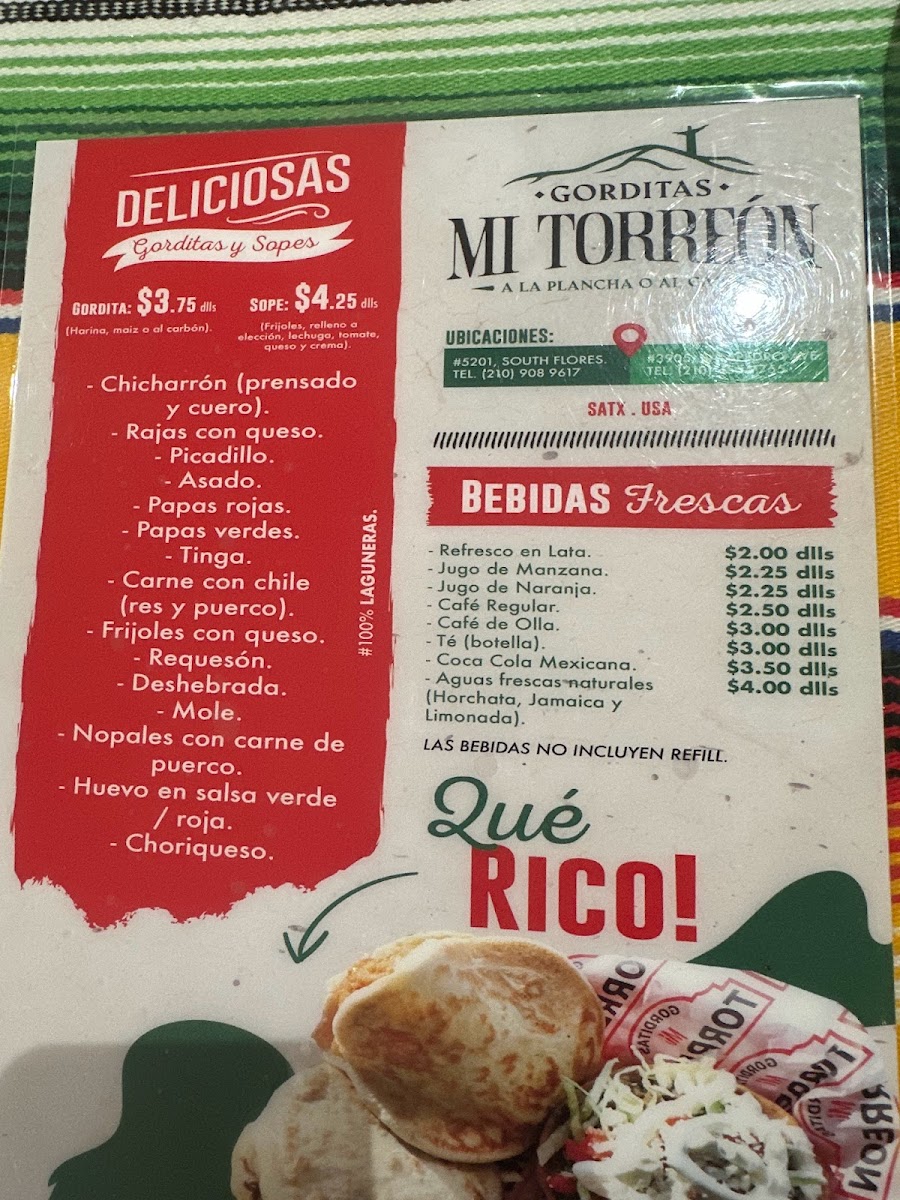 DELICIOSAS
Gorditas y Sopes
GORDITA: $3.75 dlls
(Harina, maiz o al carbón).
SOPE: $4.25 dlls
(Frijoles, relleno a
elección, lechuga, tomate,
queso y crema).
- Chicharrón (prensado
y cuero).
- Rajas con queso.
- Picadillo.
- Asado.
- Papas rojas.
- Papas verdes.
- Tinga.
- Carne con chile
(res y puerco).
- Frijoles con queso.
- Requesón.
- Deshebrada.
- Mole.
- Nopales con carne de
puerco.
- Huevo en salsa verde
/ roja.
- Choriqueso.
#100% LAGUNERAS.
GORDITAS
MI TORREÓN
A LA PLANCHA O AL
UBICACIONES:
#5201, SOUTH FLORES.
TEL. (210) 908 9617
TEL. (210)
SATX . USA
BEBIDAS Frescas
- Refresco en Lata. $2.00 dlls
- Jugo de Manzana. $2.25 dlls
- Jugo de Naranja. $2.25 dlls
- Café Regular. $2.50 dlls
- Café de Olla. $3.00 dlls
- Té (botella). $3.00 dlls
- Coca Cola Mexicana. $3.50 dlls
- Aguas frescas naturales $4.00 dlls
(Horchata, Jamaica y
Limonada).
LAS BEBIDAS NO INCLUYEN REFILL.
Qué
RICO!